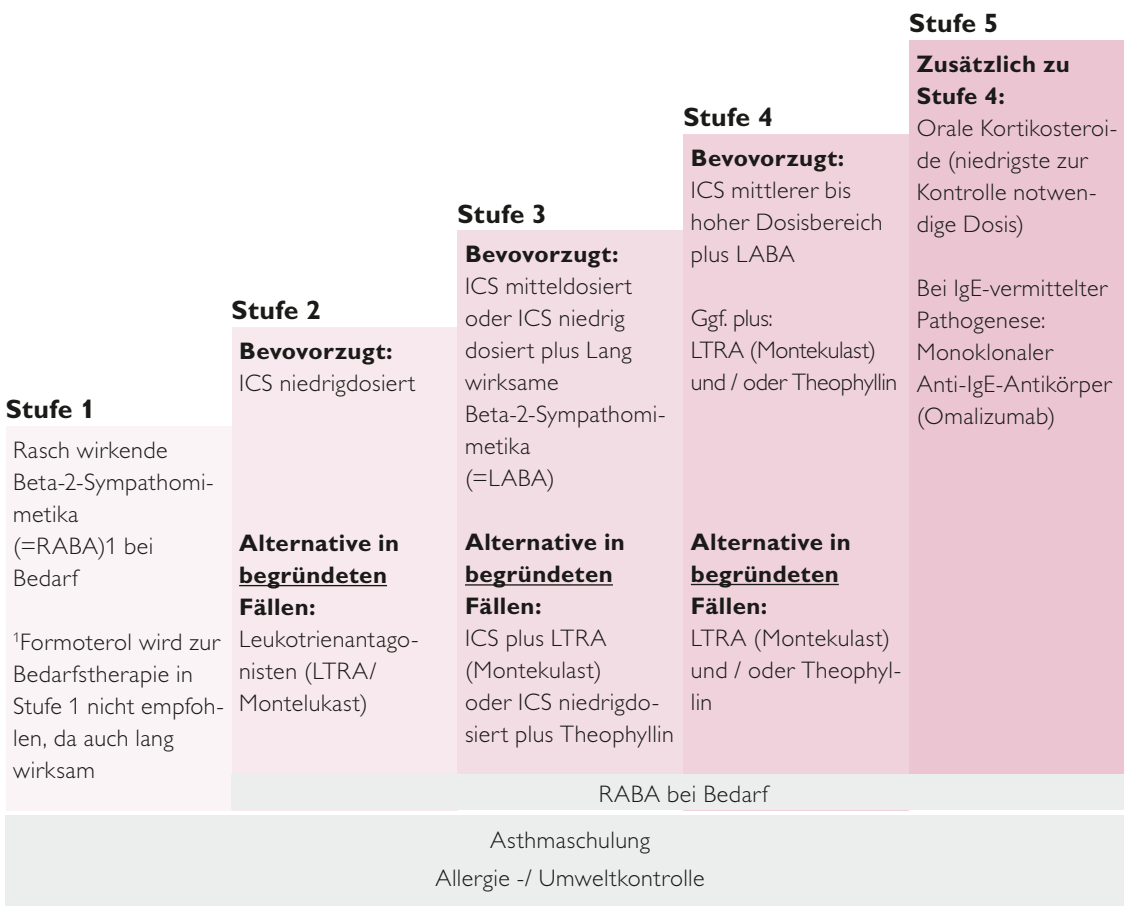 Stufe 1
Rasch wirkende
Beta-2-Sympathomi-
metika
(=RABA)1 bei
Bedarf
¹Formoterol wird zur
Bedarfstherapie in
Stufe 1 nicht empfoh-
len, da auch lang
wirksam
Stufe 2
Bevovorzugt:
ICS niedrigdosiert
Alternative in
begründeten
Fällen:
Leukotrienantago-
nisten (LTRA/
Montelukast)
Stufe 3
Bevovorzugt:
ICS mitteldosiert
oder ICS niedrig
dosiert plus Lang
wirksame
Beta-2-Sympathomi-
metika
(=LABA)
Alternative in
begründeten
Fällen:
ICS plus LTRA
(Montekulast)
oder ICS niedrigdo-
siert plus Theophyllin
Stufe 4
Bevovorzugt:
ICS mittlerer bis
hoher Dosisbereich
plus LABA
Ggf. plus:
LTRA (Montekulast)
und / oder Theophyllin
Alternative in
begründeten
Fällen:
LTRA (Montekulast)
und / oder Theophyl-
lin
Stufe 5
Zusätzlich zu
Stufe 4:
Orale Kortikosteroi-
de (niedrigste zur
Kontrolle notwen-
dige Dosis)
Bei IgE-vermittelter
Pathogenese:
Monoklonaler
Anti-IgE-Antikörper
(Omalizumab)
RABA bei Bedarf
Asthmaschulung
Allergie -/ Umweltkontrolle